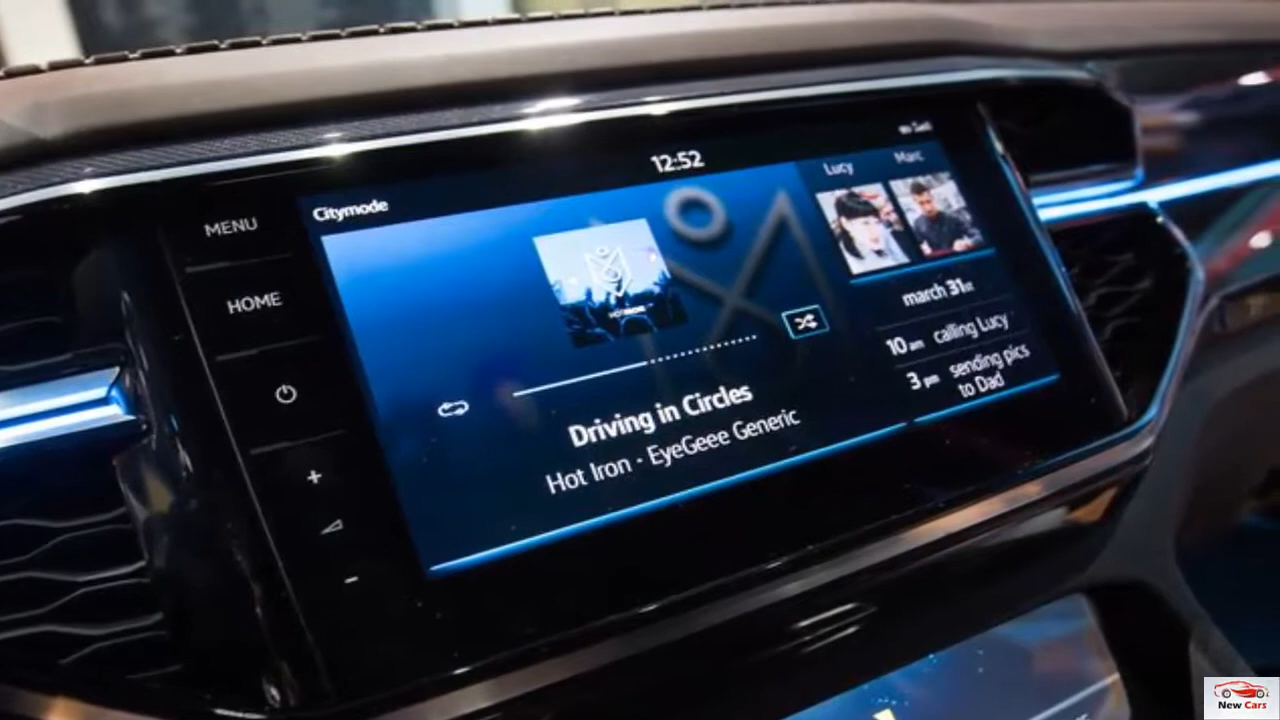 12:52
Citymode
MENU
HOME
Lucy
Marc
march 31st
10 am calling Lucy
3 pm sending pics
to Dad
Driving in Circles
Hot Iron · EyeGeee Generic
+
-
New Cars